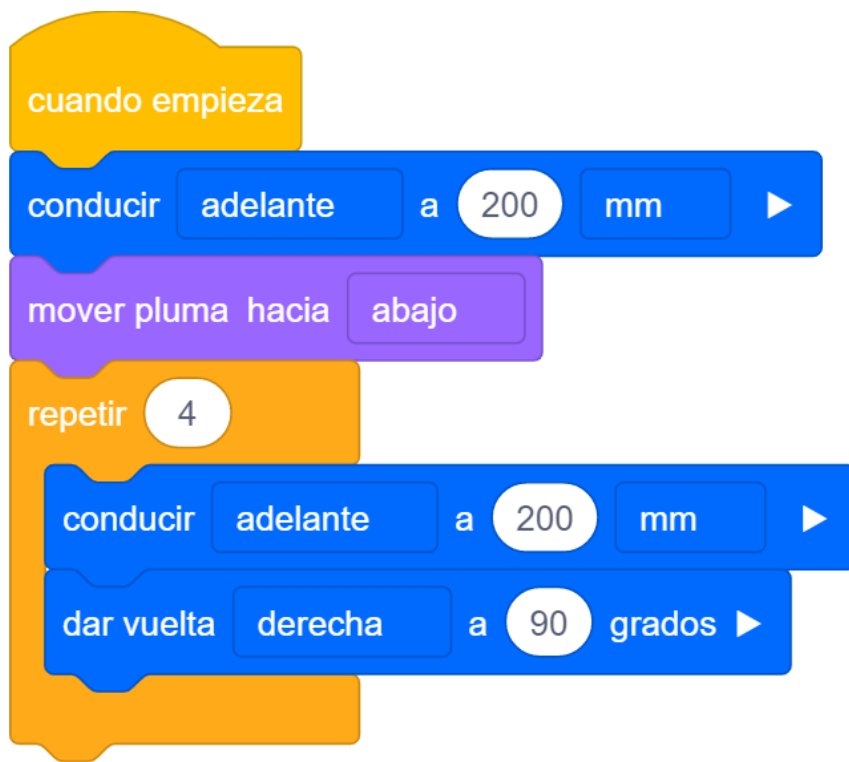 cuando empieza
conducir adelante a 200 mm
mover pluma hacia abajo
repetir 4
conducir adelante a 200 mm
dar vuelta derecha a 90 grados